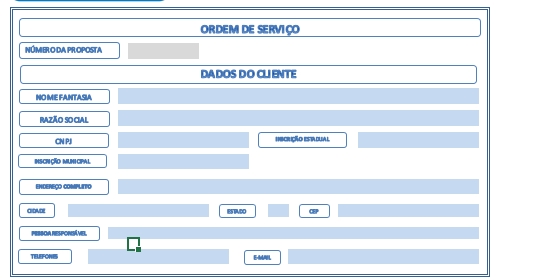 ORDEM DE SERVIÇO
NÚMERO DA PROPOSTA
DADOS DO CLIENTE
NOME FANTASIA
RAZÃO SOCIAL
CNPJ INSCRIÇÃO ESTADUAL
INSCRIÇÃO MUNICIPAL
ENDEREÇO COMPLETO
CIDADE ESTADO CEP
PESSOA RESPONSÁVEL
TELEFONES E-MAIL